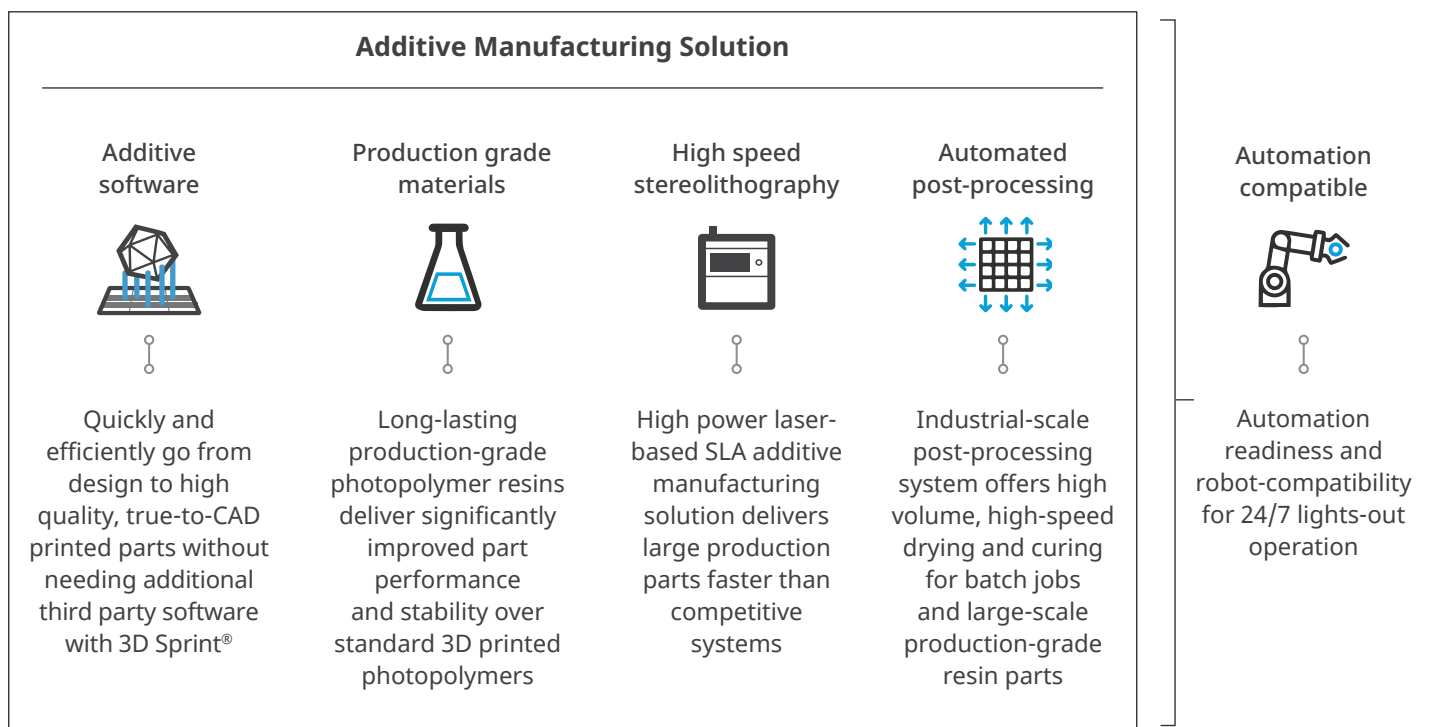 Additive Manufacturing Solution
Additive
software
Quickly and
efficiently go from
design to high
quality, true-to-CAD
printed parts without
needing additional
third party software
with 3D Sprint®
Production grade
materials
Long-lasting
production-grade
photopolymer resins
deliver significantly
improved part
performance
and stability over
standard 3D printed
photopolymers
High speed
stereolithography
High power laser-
based SLA additive
manufacturing
solution delivers
large production
parts faster than
competitive
systems
Automated
post-processing
Industrial-scale
post-processing
system offers high
volume, high-speed
drying and curing
for batch jobs
and large-scale
production-grade
resin parts
Automation
compatible
Automation
readiness and
robot-compatibility
for 24/7 lights-out
operation